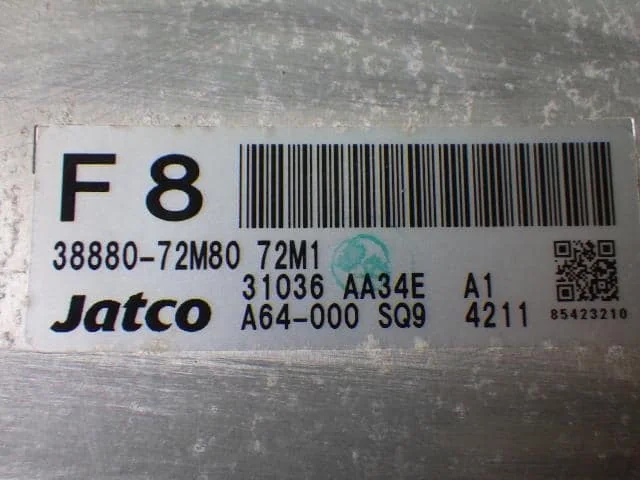 F 8
38880-72M80 72M1
31036 AA34E A1
Jatco A64-000 SQ9 4211
85423210